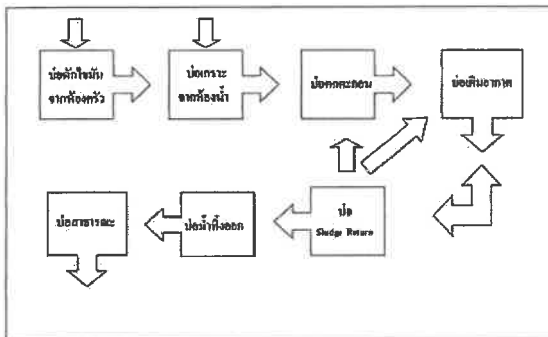 บ่อดักไขมัน
จากห้องครัว
บ่อเกรอะ
จากห้องน้ำ
บ่อตกตะกอน
บ่อเติมอากาศ
บ่อสาธารณะ
บ่อน้ำทิ้งออก
บ่อ
Sludge Return